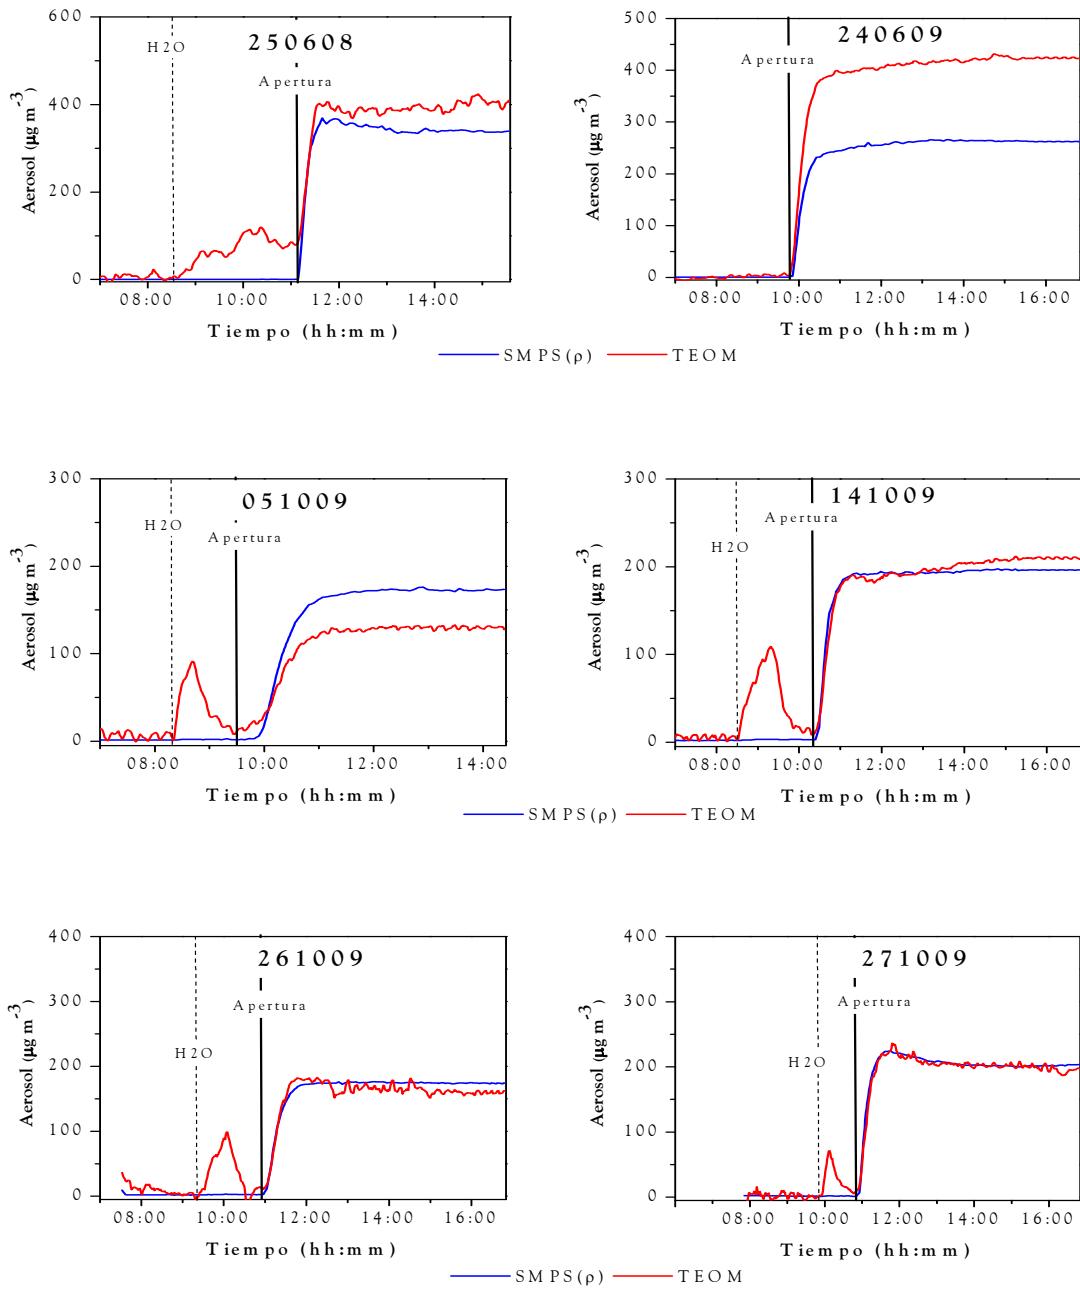 600
400
200
0
H2O
250608
Apertura
Aerosol (µg m-3)
08:00 10:00 12:00 14:00
Tiempo (hh:mm)
500
400
300
200
100
0
240609
Apertura
Aerosol (µg m-3)
08:00 10:00 12:00 14:00 16:00
Tiempo (hh:mm)
SMPS(ρ) TEOM
300
200
100
0
051009
H2O
Apertura
Aerosol (µg m-3)
08:00 10:00 12:00 14:00
Tiempo (hh:mm)
300
200
100
0
141009
Apertura
H2O
Aerosol (µg m-3)
08:00 10:00 12:00 14:00 16:00
Tiempo (hh:mm)
SMPS(ρ) TEOM
400
300
200
100
0
261009
Apertura
H2O
Aerosol (µg m-3)
08:00 10:00 12:00 14:00 16:00
Tiempo (hh:mm)
400
300
200
100
0
271009
Apertura
H2O
Aerosol (µg m-3)
08:00 10:00 12:00 14:00 16:00
Tiempo (hh:mm)
SMPS(ρ) TEOM